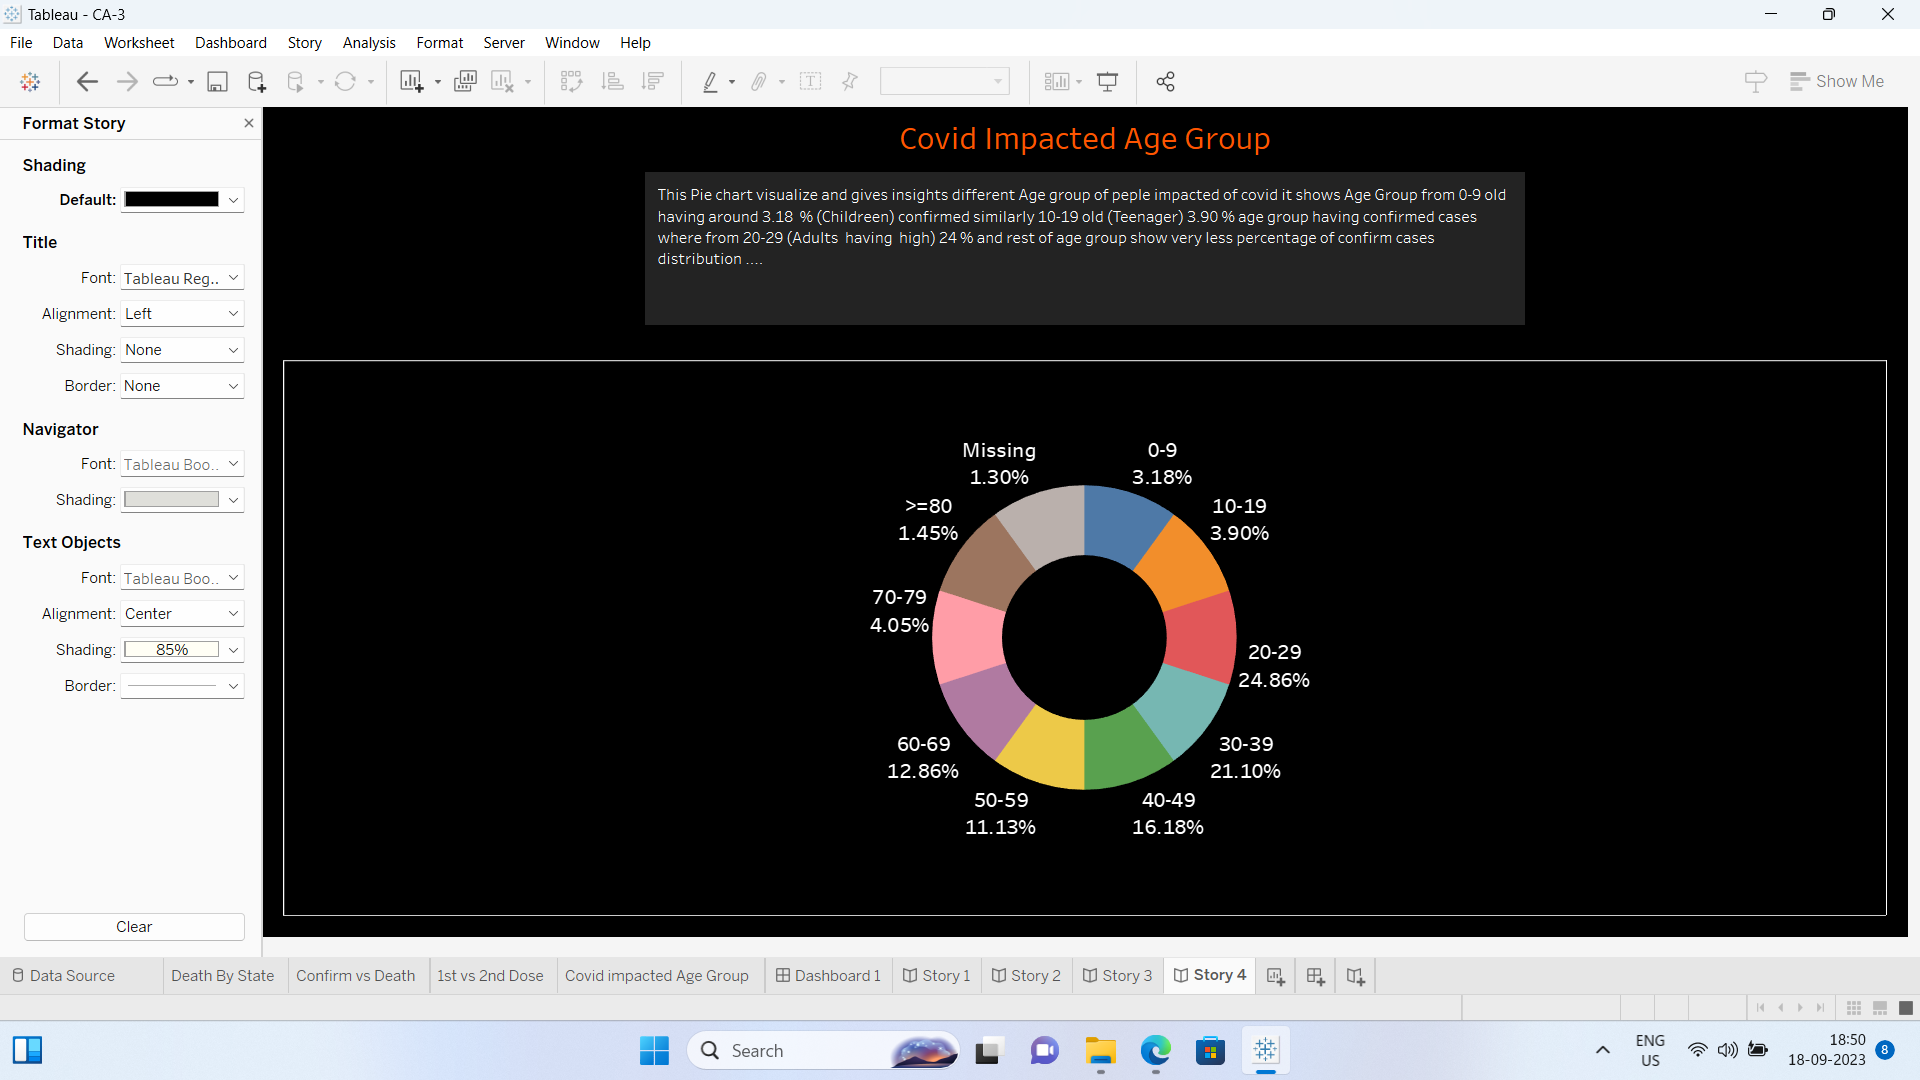 Tableau - CA-3
File Data Worksheet Dashboard Story Analysis Format Server Window Help
Show Me
Format Story
Shading
Default:
Title
Font: Tableau Reg..
Alignment: Left
Shading: None
Border: None
Navigator
Font: Tableau Boo..
Shading:
Text Objects
Font: Tableau Boo..
Alignment: Center
Shading: 85%
Border:
Clear
Covid Impacted Age Group
This Pie chart visualize and gives insights different Age group of peple impacted of covid it shows Age Group from 0-9 old
having around 3.18 % (Childreen) confirmed similarly 10-19 old (Teenager) 3.90 % age group having confirmed cases
where from 20-29 (Adults having high) 24 % and rest of age group show very less percentage of confirm cases
distribution ....
Missing
1.30%
0-9
3.18%
>=80
1.45%
10-19
3.90%
70-79
4.05%
20-29
24.86%
60-69
12.86%
30-39
21.10%
50-59
11.13%
40-49
16.18%
Data Source Death By State Confirm vs Death 1st vs 2nd Dose Covid impacted Age Group Dashboard 1 Story 1 Story 2 Story 3 Story 4
Search
ENG
US
18:50
18-09-2023
8